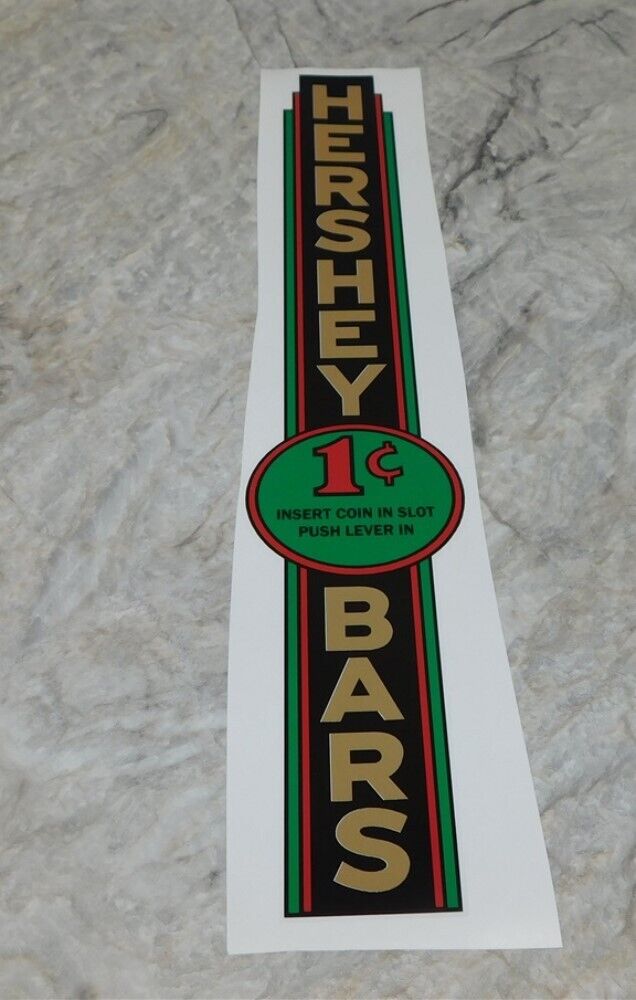 HERSHEY
1¢
INSERT COIN IN SLOT
PUSH LEVER IN
BARS